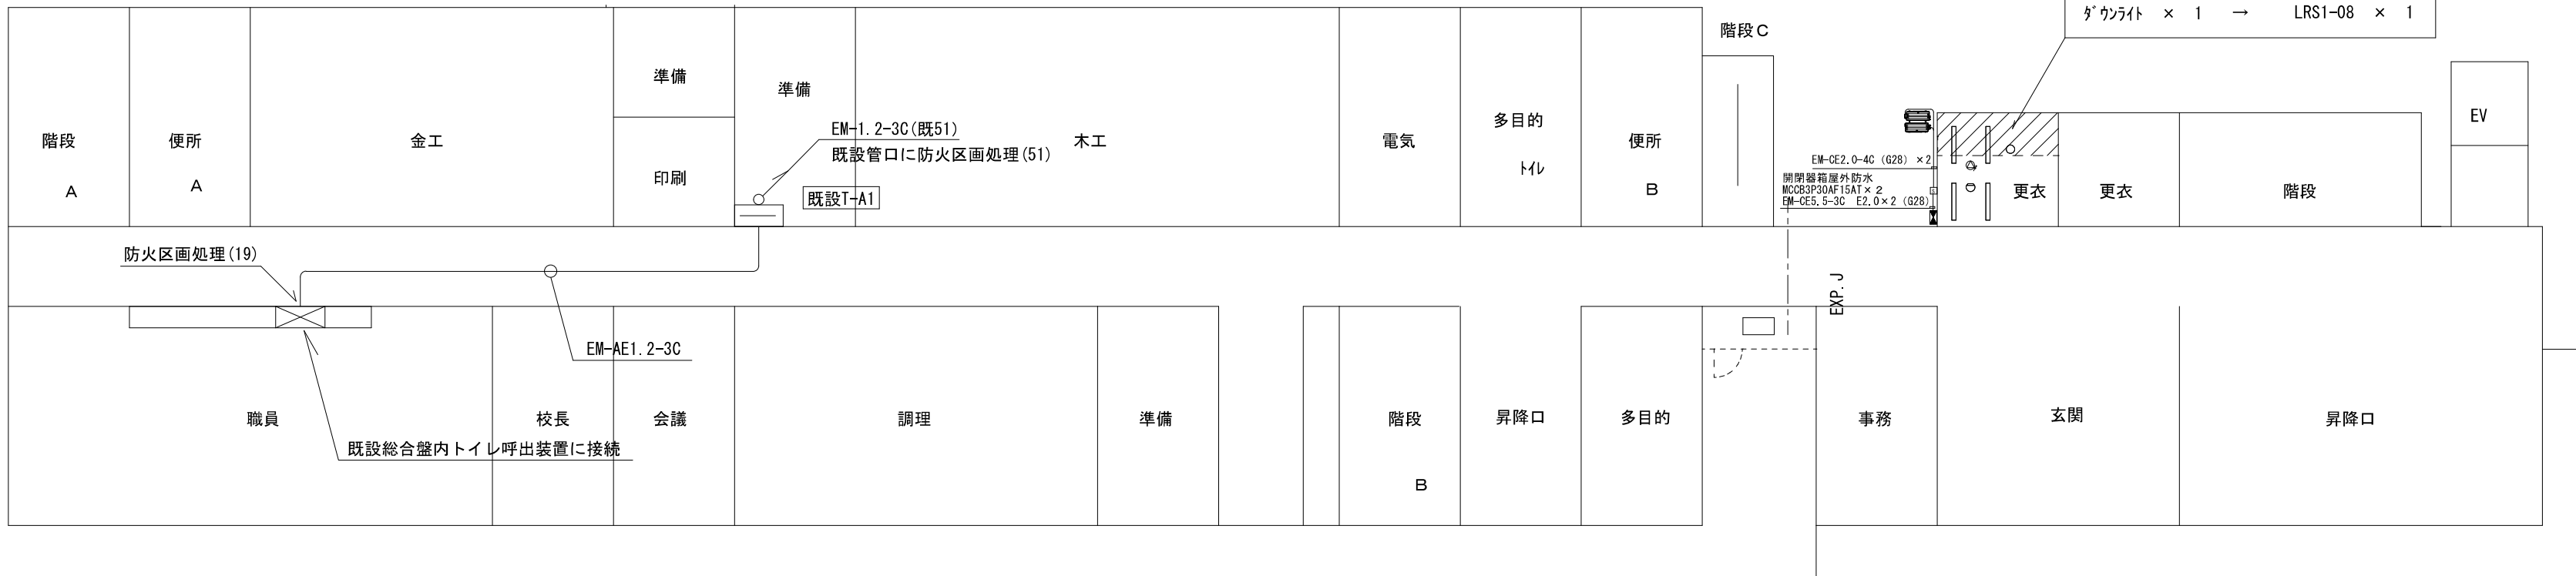 ﾀﾞｳﾝﾗｲﾄ × 1 → LRS1-08 × 1
階段C
準備
準備
EV
EM-1.2-3C(既51)
既設管口に防火区画処理(51)
階段
A
便所
A
金工
印刷
既設T-A1
木工
電気
多目的
ﾄｲﾚ
便所
B
EM-CE2.0-4C (G28) ×2
開閉器箱屋外防水
MCCB3P30AF15AT×2
EM-CE5.5-3C E2.0×2 (G28)
更衣
更衣
階段
防火区画処理(19)
EXP.J
EM-AE1.2-3C
職員
校長
会議
調理
準備
階段
B
昇降口
多目的
事務
玄関
昇降口
既設総合盤内トイレ呼出装置に接続